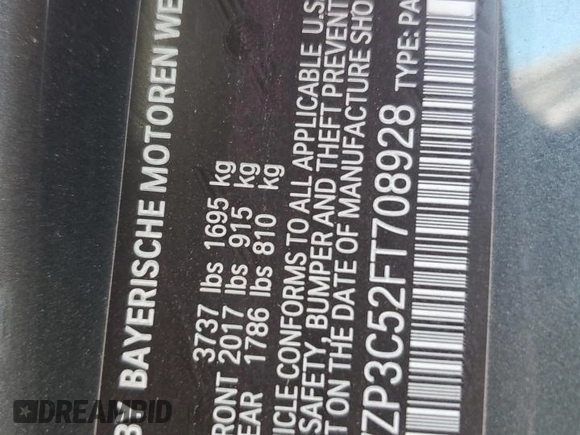 BAYERISCHE MOTOREN WE
3737 lbs 1695 kg
RONT 2017 lbs 915 kg
EAR 1786 lbs 810 kg
ICLE CONFORMS TO ALL APPLICABLE U.S.
SAFETY, BUMPER AND THEFT PREVENT
T ON THE DATE OF MANUFACTURE SHO
ZP3C52FT708928 TYPE: PA
DREAMBID